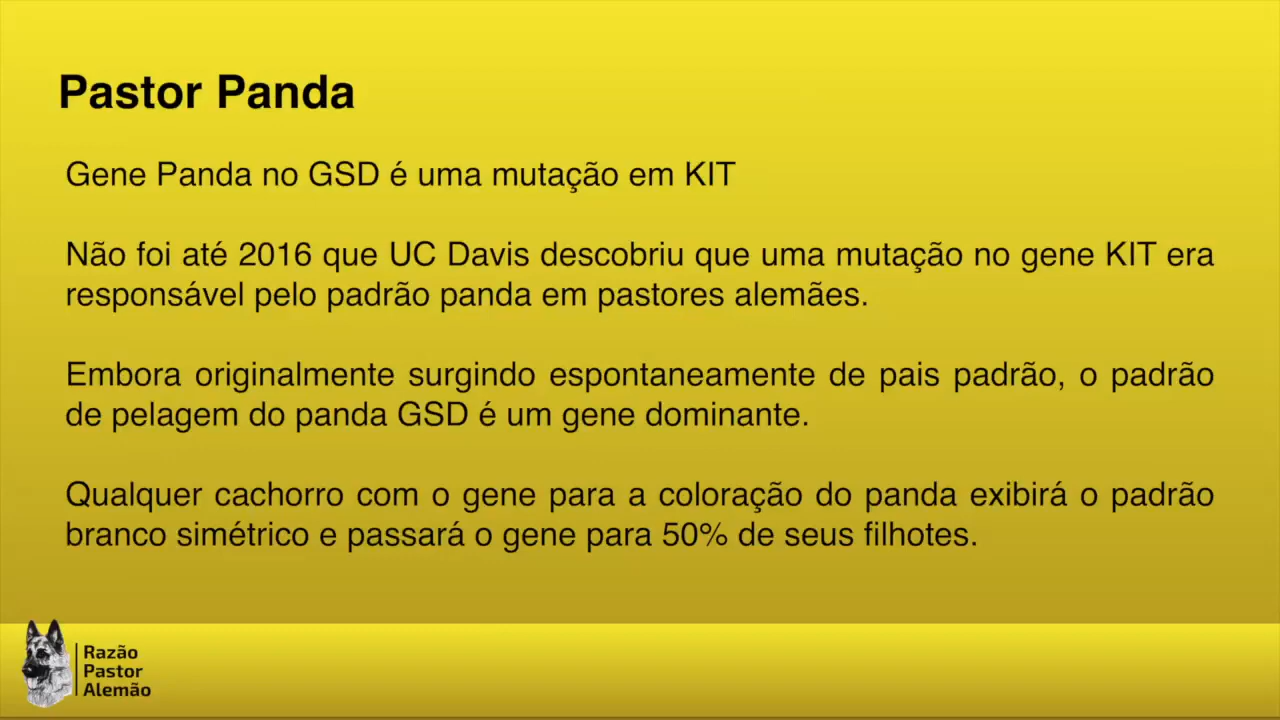 Pastor Panda
Gene Panda no GSD é uma mutação em KIT
Não foi até 2016 que UC Davis descobriu que uma mutação no gene KIT era
responsável pelo padrão panda em pastores alemães.
Embora originalmente surgindo espontaneamente de pais padrão, o padrão
de pelagem do panda GSD é um gene dominante.
Qualquer cachorro com o gene para a coloração do panda exibirá o padrão
branco simétrico e passará o gene para 50% de seus filhotes.
Razão
Pastor
Alemão